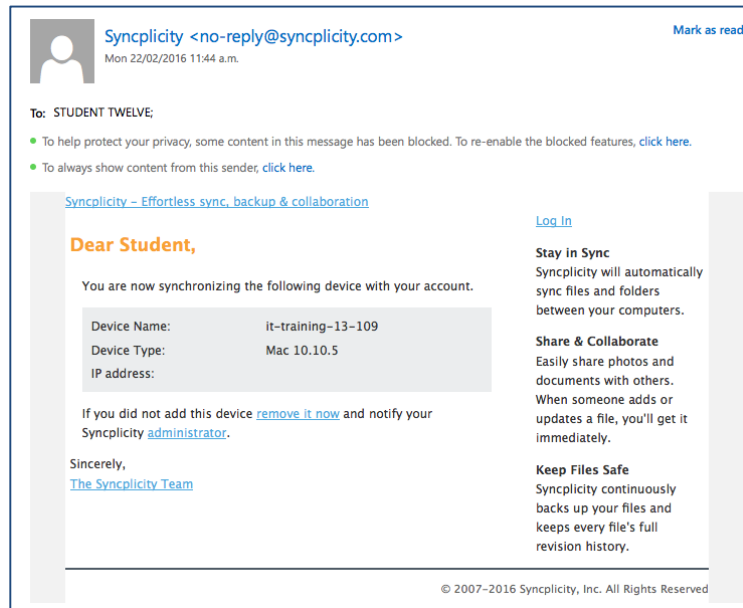 Syncplicity <no-reply@syncplicity.com>
Mark as read
Mon 22/02/2016 11:44 a.m.
To: STUDENT TWELVE;
To help protect your privacy, some content in this message has been blocked. To re-enable the blocked features, click here.
To always show content from this sender, click here.
Syncplicity – Effortless sync, backup & collaboration
Dear Student,
You are now synchronizing the following device with your account.
Device Name: it-training-13-109
Device Type: Mac 10.10.5
IP address:
If you did not add this device remove it now and notify your
Syncplicity administrator.
Sincerely,
The Syncplicity Team
Log In
Stay in Sync
Syncplicity will automatically
sync files and folders
between your computers.
Share & Collaborate
Easily share photos and
documents with others.
When someone adds or
updates a file, you'll get it
immediately.
Keep Files Safe
Syncplicity continuously
backs up your files and
keeps every file's full
revision history.
© 2007-2016 Syncplicity, Inc. All Rights Reserved